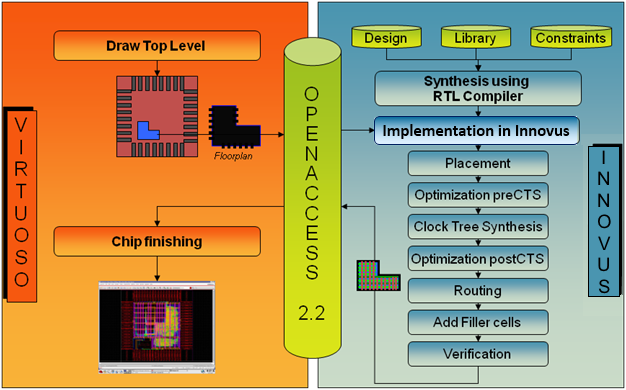 Draw Top Level
Floorplan
VIRTUOSO
Chip finishing
OPENACCESS
2.2
Design
Library
Constraints
Synthesis using
RTL Compiler
Implementation in Innovus
Placement
Optimization preCTS
Clock Tree Synthesis
Optimization postCTS
Routing
Add Filler cells
Verification
INNOVUS